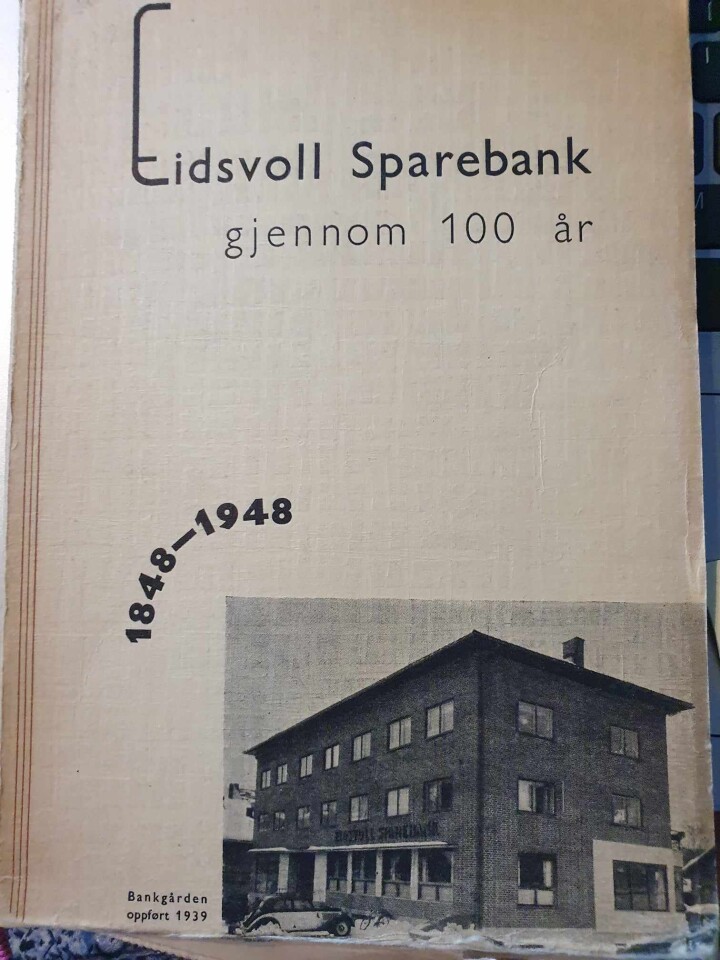 Eidsvoll Sparebank
gjennom 100 år
1848-1948
EIDSVOLL SPAREBANK
Bankgården
oppført 1939